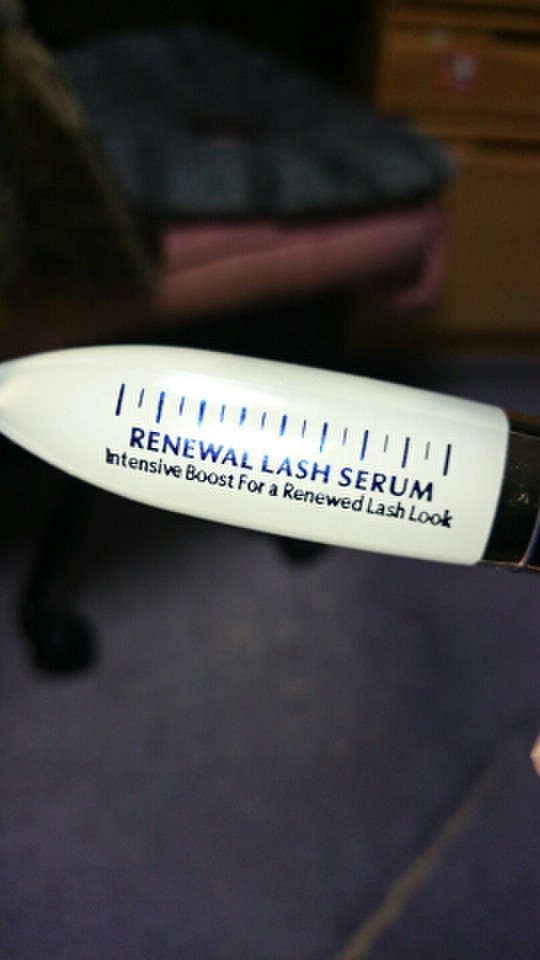 RENEWAL LASH SERUM
Intensive Boost For a Renewed Lash Look